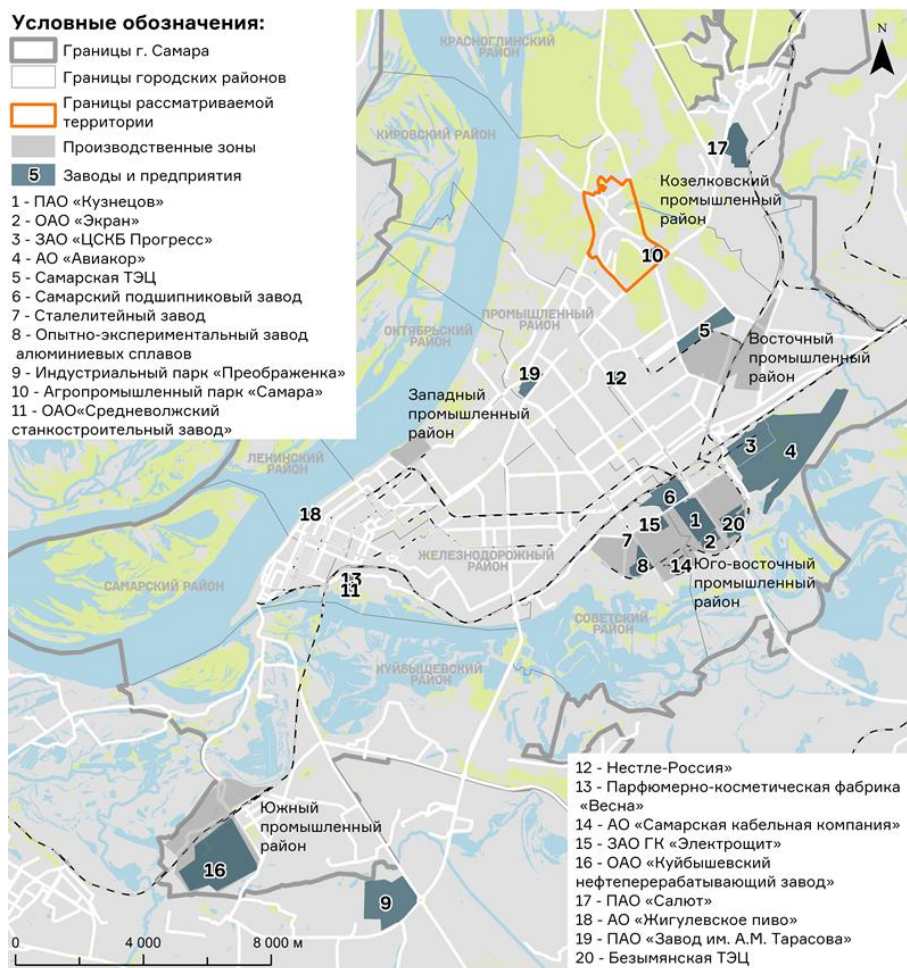 Условные обозначения:
Границы г. Самара
Границы городских районов
Границы рассматриваемой
территории
Производственные зоны
5 Заводы и предприятия
1 - ПАО «Кузнецов»
2 - ОАО «Экран»
3 - ЗАО «ЦСКБ Прогресс»
4 - АО «Авиакор»
5 - Самарская ТЭЦ
6 - Самарский подшипниковый завод
7 - Сталелитейный завод
8 - Опытно-экспериментальный завод
алюминиевых сплавов
9 - Индустриальный парк «Преображенка»
10 - Агропромышленный парк «Самара»
11 - ОАО«Средневолжский
станкостроительный завод»
N
КРАСНОГЛИНСКИЙ
РАЙОН
КИРОВСКИЙ РАЙОН
17
Козелковский
промышленный
район
10
ПРОМЫШЛЕННЫЙ
РАЙОН
ОКТЯБРЬСКИЙ
РАЙОН
5
Восточный
промышленный
район
19
12
Западный
промышленный
район
3
4
ЛЕНИНСКИЙ
РАЙОН
6
18
15
1
20
7
2
ЖЕЛЕЗНОДОРОЖНЫЙ
РАЙОН
8
14
Юго-восточный
промышленный
район
САМАРСКИЙ РАЙОН
13
11
СОВЕТСКИЙ
РАЙОН
КУЙБЫШЕВСКИЙ
РАЙОН
Южный
промышленный
район
16
9
12 - Нестле-Россия»
13 - Парфюмерно-косметическая фабрика
«Весна»
14 - АО «Самарская кабельная компания»
15 - ЗАО ГК «Электрощит»
16 - ОАО «Куйбышевский
нефтеперерабатывающий завод»
17 - ПАО «Салют»
18 - АО «Жигулевское пиво»
19 - ПАО «Завод им. А.М. Тарасова»
20 - Безымянская ТЭЦ
0 4 000 8 000 м